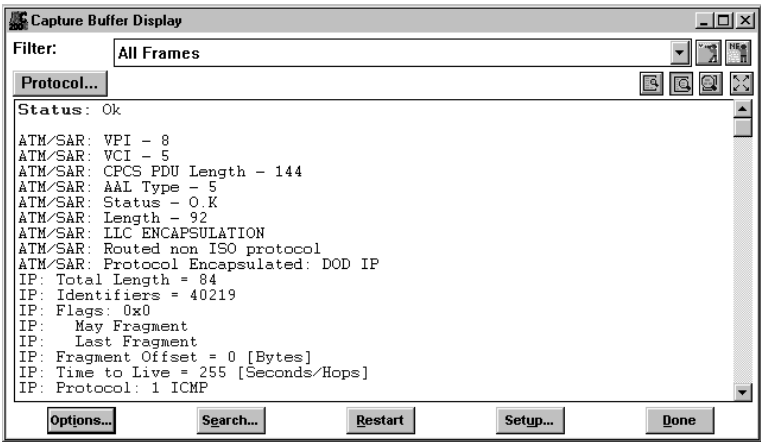 Capture Buffer Display
Filter: All Frames
Protocol...
Status: Ok
ATM/SAR: VPI - 8
ATM/SAR: VCI - 5
ATM/SAR: CPCS PDU Length - 144
ATM/SAR: AAL Type - 5
ATM/SAR: Status - O.K
ATM/SAR: Length - 92
ATM/SAR: LLC ENCAPSULATION
ATM/SAR: Routed non ISO protocol
ATM/SAR: Protocol Encapsulated: DOD IP
IP: Total Length = 84
IP: Identifiers = 40219
IP: Flags: 0x0
IP:   May Fragment
IP:   Last Fragment
IP: Fragment Offset = 0 [Bytes]
IP: Time to Live = 255 [Seconds/Hops]
IP: Protocol: 1 ICMP
Options... Search... Restart Setup... Done